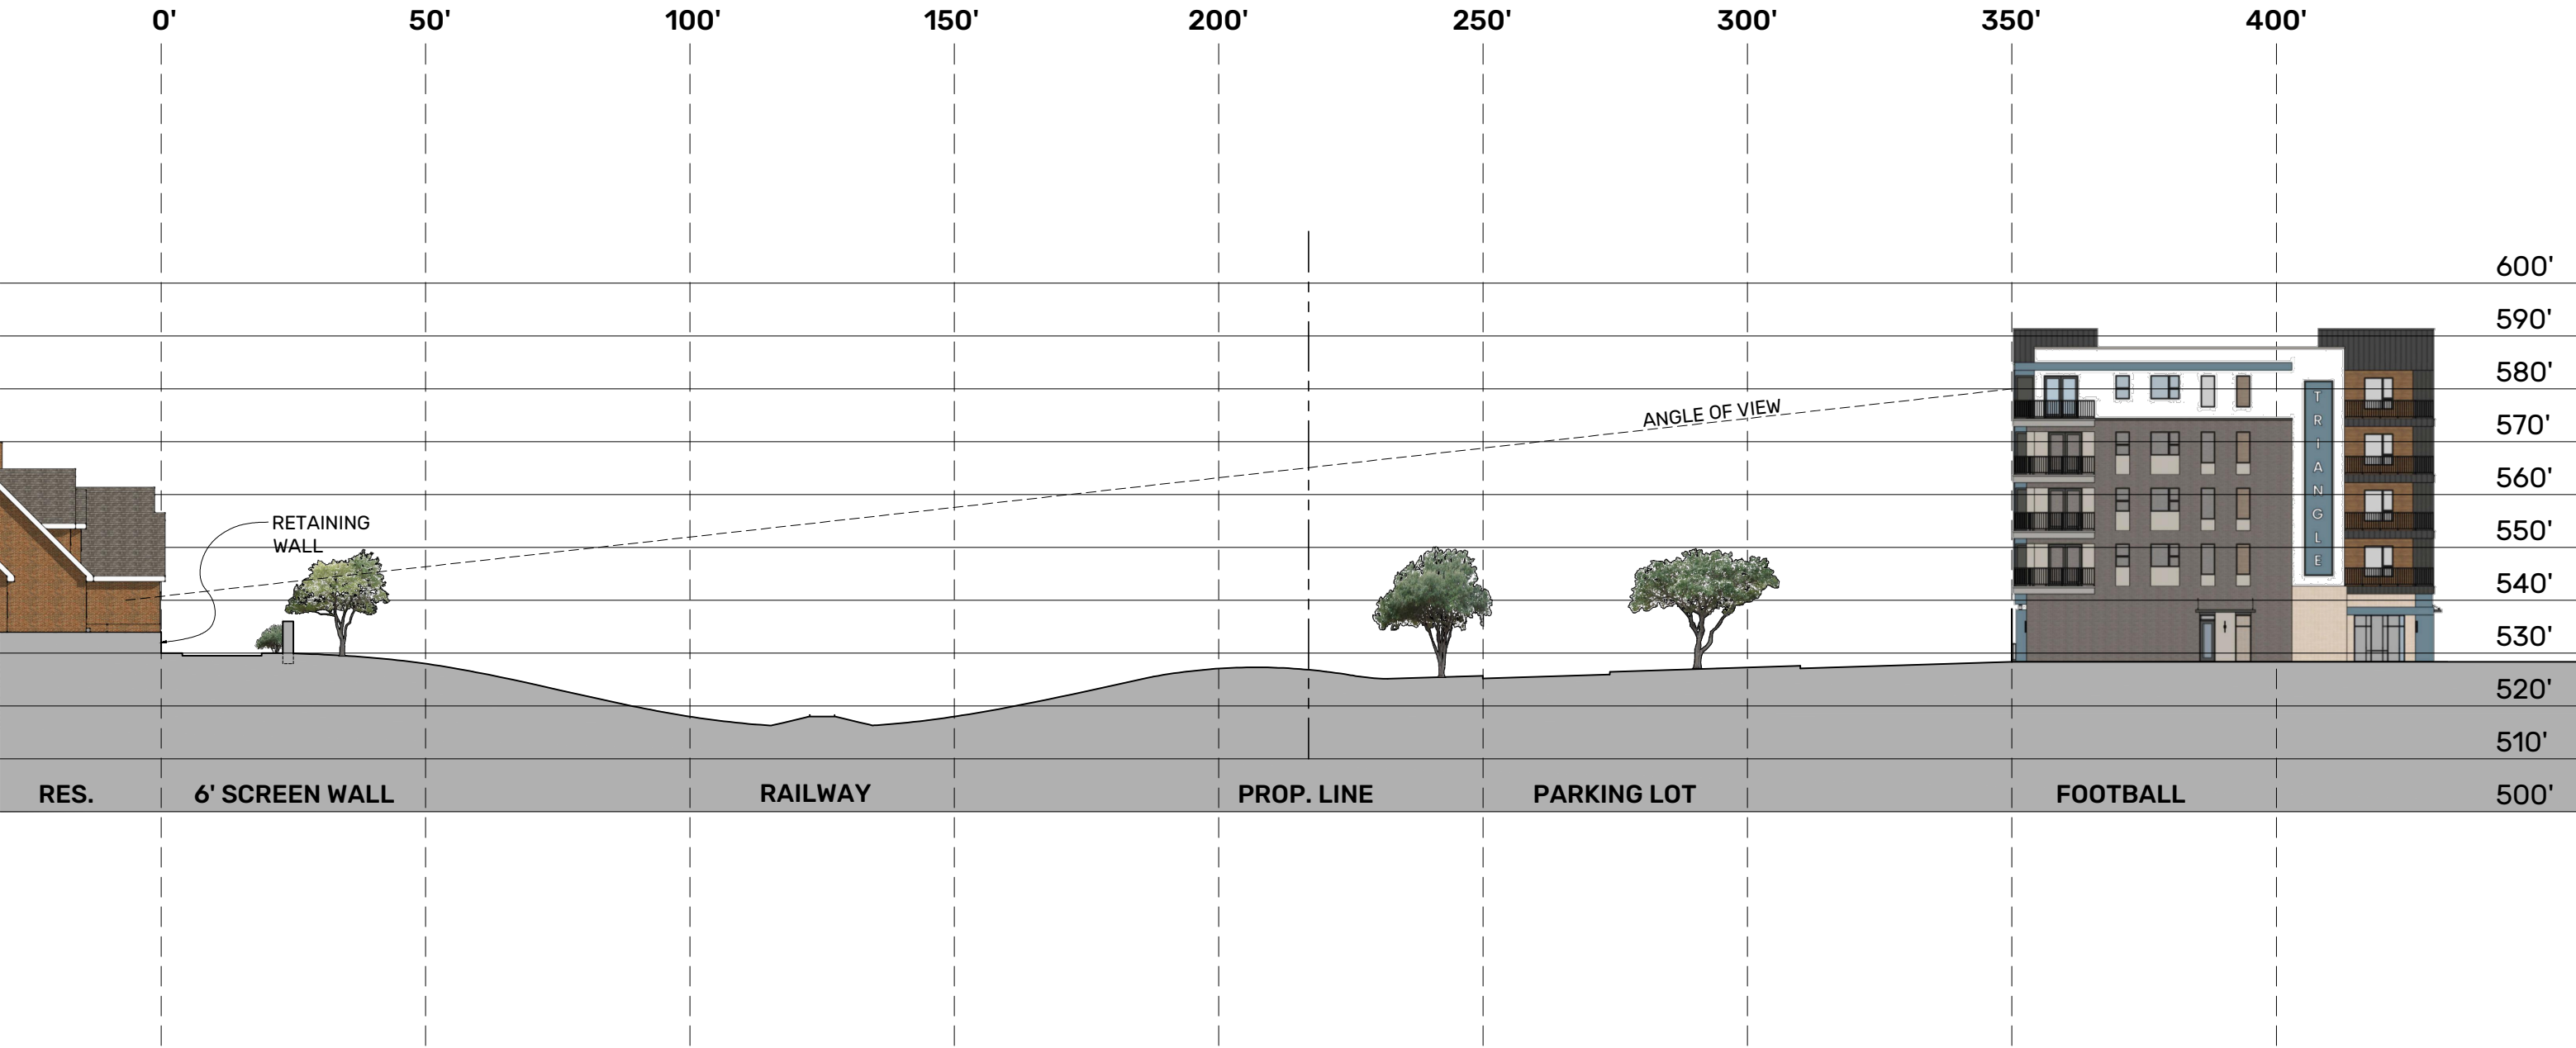 0' 50' 100' 150' 200' 250' 300' 350' 400'
600'
590'
580'
ANGLE OF VIEW
570'
560'
550'
540'
530'
520'
510'
500'
RETAINING
WALL
TRIANGLE
RES. 6' SCREEN WALL RAILWAY PROP. LINE PARKING LOT FOOTBALL